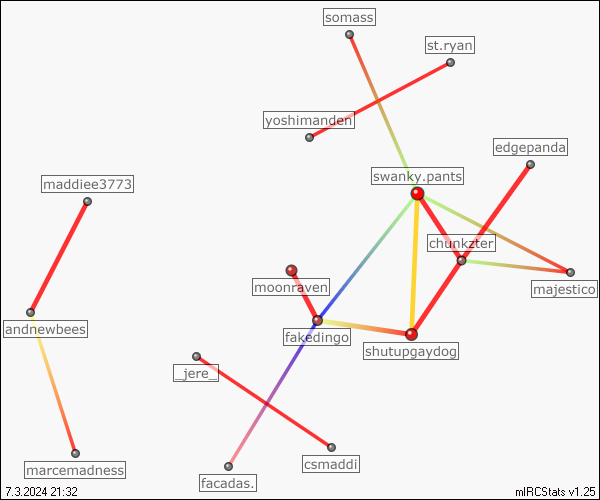 somass
st.ryan
yoshimanden
edgepanda
swanky.pants
maddiee3773
chunkzter
moonraven
majestico
andnewbees
fakedingo
shutupgaydog
_jere_
csmaddi
marcemadness
facadas.
7.3.2024 21:32
mIRCStats v1.25